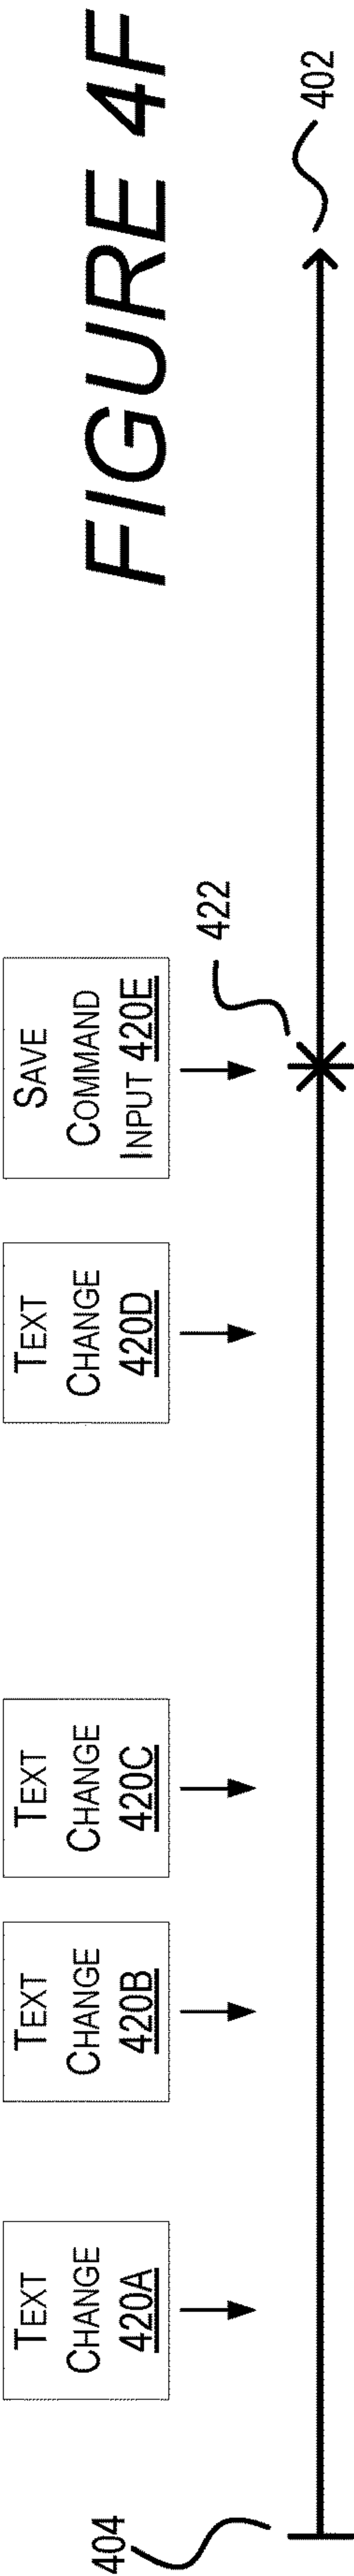 404
TEXT
CHANGE
420A
TEXT
CHANGE
420B
TEXT
CHANGE
420C
TEXT
CHANGE
420D
SAVE
COMMAND
INPUT 420E
422
402
FIGURE 4F